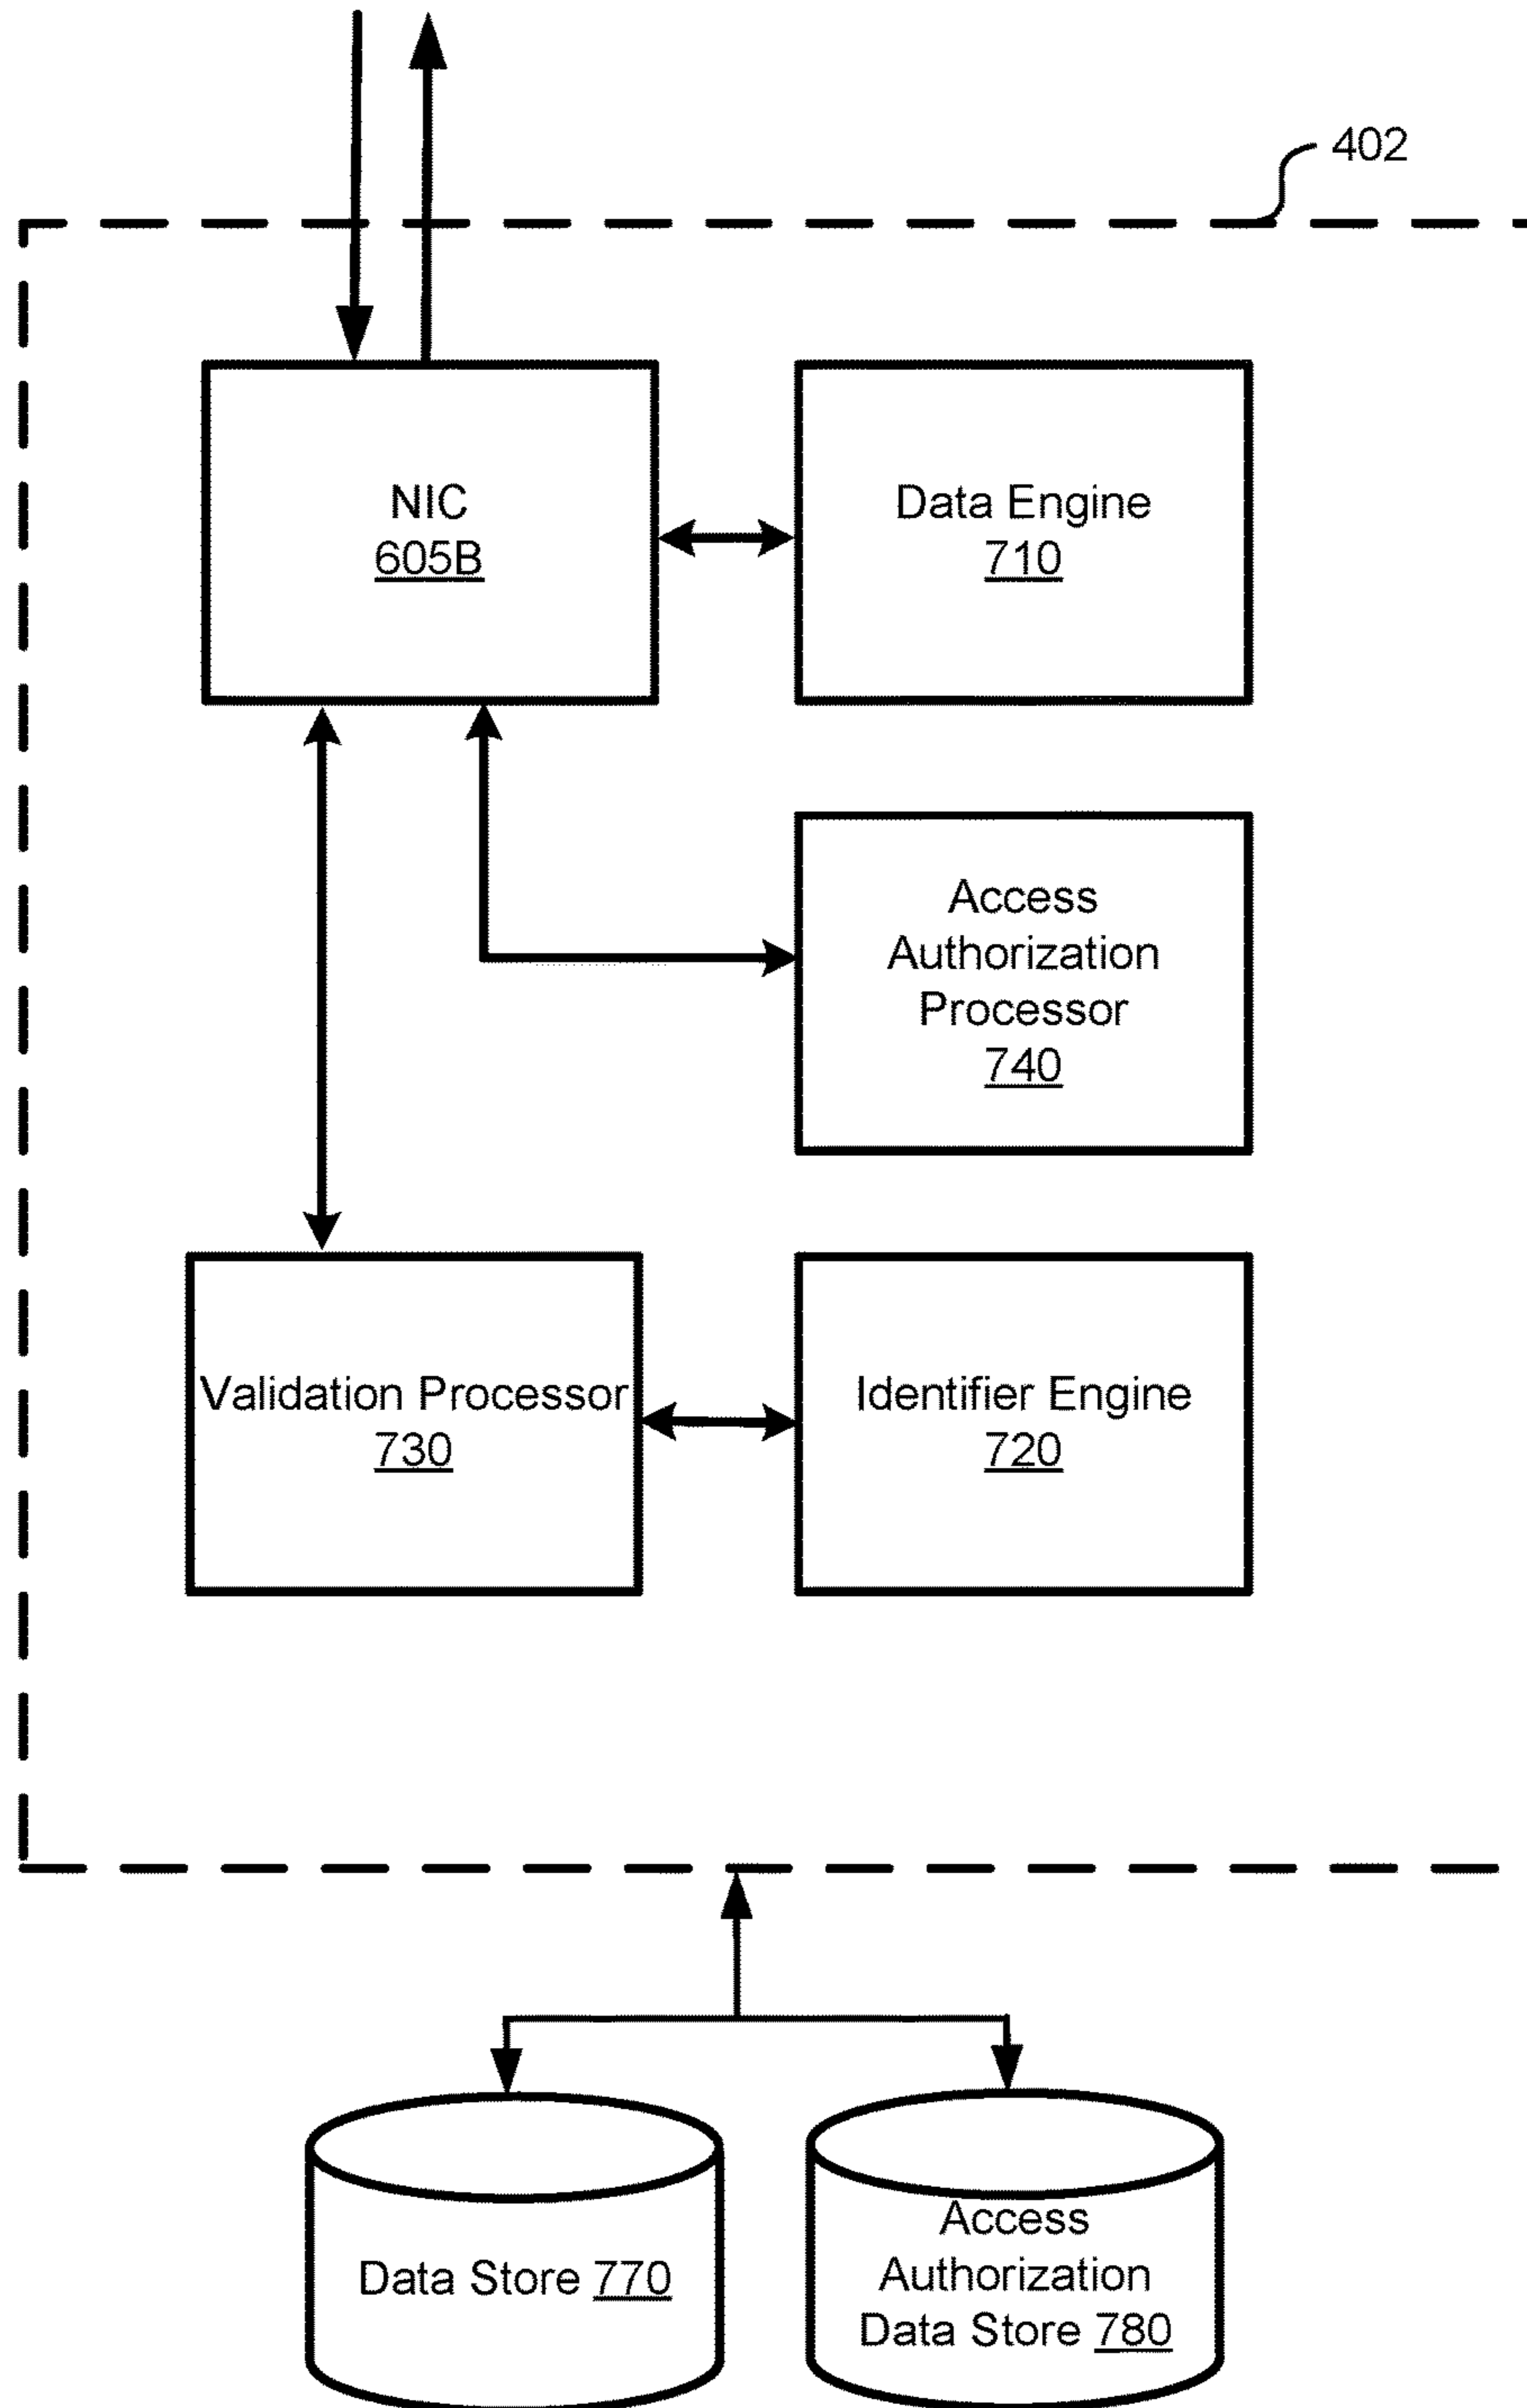 402
NIC
605B
Data Engine
710
Access
Authorization
Processor
740
Validation Processor
730
Identifier Engine
720
Data Store 770
Access
Authorization
Data Store 780